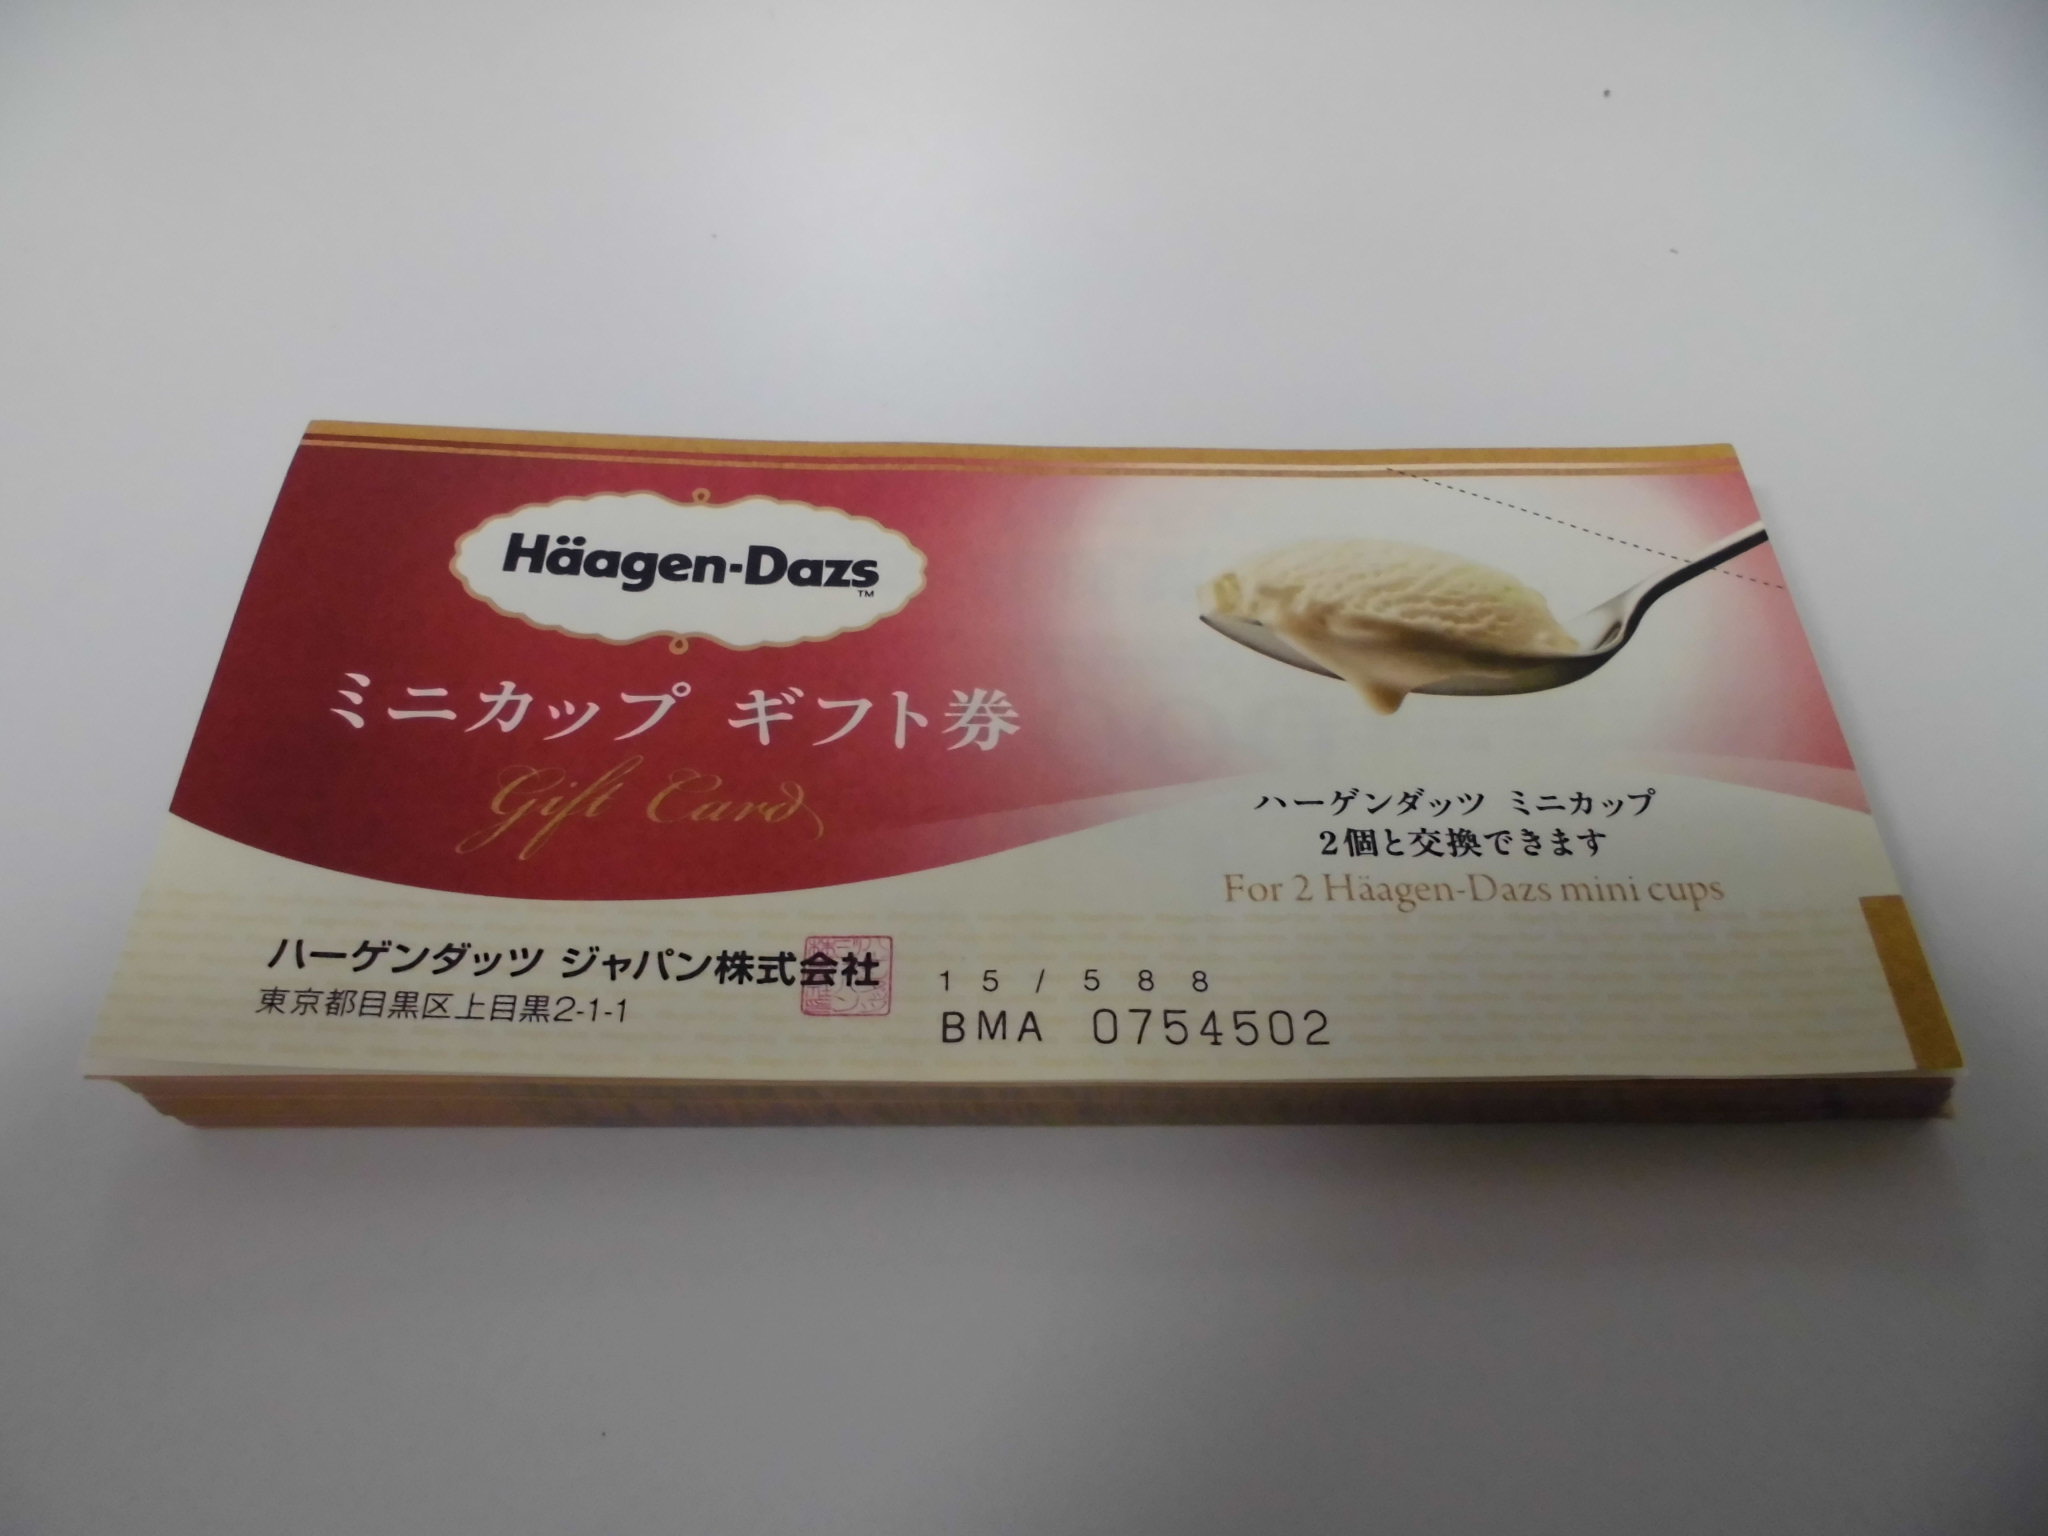 Häagen-Dazs
TM
ミニカップ ギフト券
Gift Card
ハーゲンダッツ ミニカップ
2個と交換できます
For 2 Häagen-Dazs mini cups
ハーゲンダッツ ジャパン株式会社
東京都目黒区上目黒2-1-1
15/588
BMA 0754502